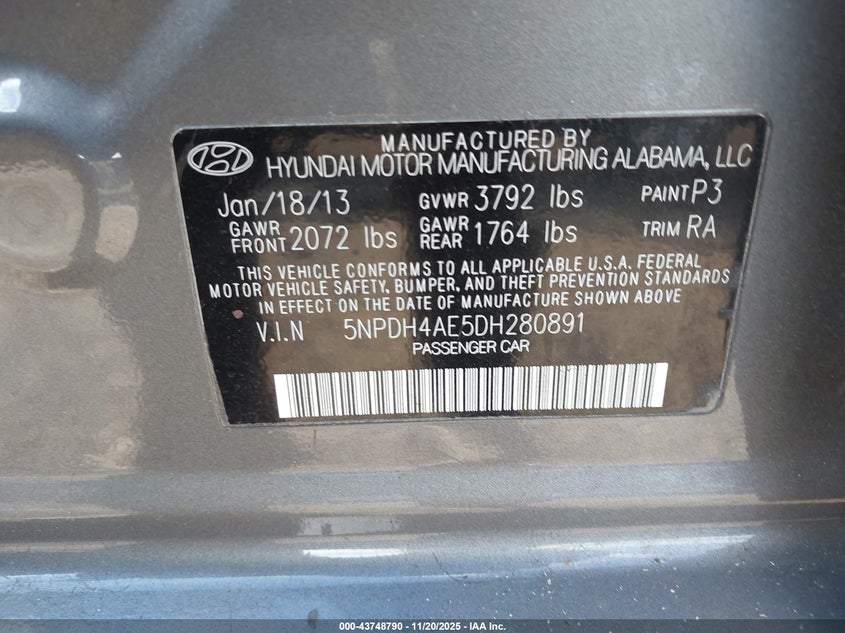 MANUFACTURED BY
HYUNDAI MOTOR MANUFACTURING ALABAMA, LLC
Jan/18/13 GVWR 3792 lbs PAINT P3
GAWR FRONT 2072 lbs GAWR REAR 1764 lbs TRIM RA
THIS VEHICLE CONFORMS TO ALL APPLICABLE U.S.A. FEDERAL
MOTOR VEHICLE SAFETY, BUMPER, AND THEFT PREVENTION STANDARDS
IN EFFECT ON THE DATE OF MANUFACTURE SHOWN ABOVE
V.I.N 5NPDH4AE5DH280891
PASSENGER CAR
000-43748790 - 11/20/2025 - IAA Inc.